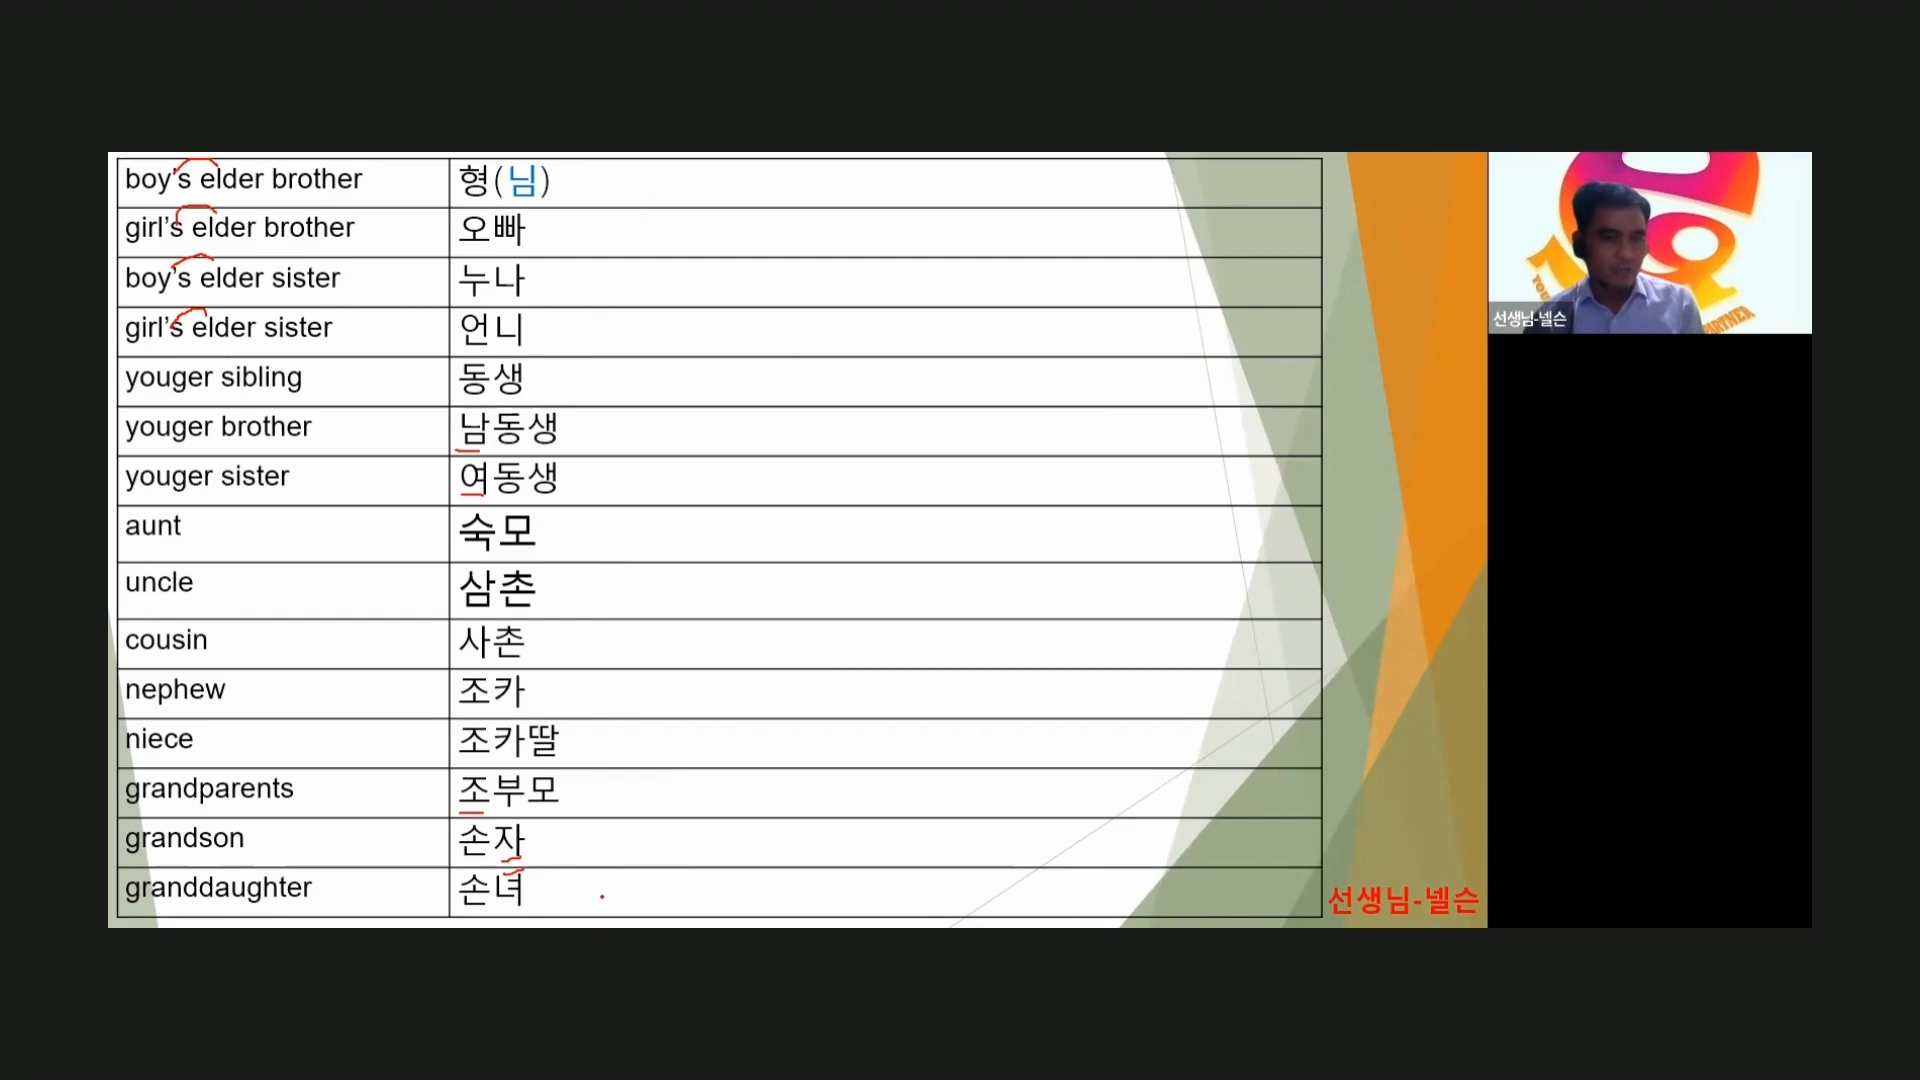 boy's elder brother 형(님)
girl's elder brother 오빠
boy's elder sister 누나
girl's elder sister 언니
youger sibling 동생
youger brother 남동생
youger sister 여동생
aunt 숙모
uncle 삼촌
cousin 사촌
nephew 조카
niece 조카딸
grandparents 조부모
grandson 손자
granddaughter 손녀
선생님-넬슨
선생님-넬슨